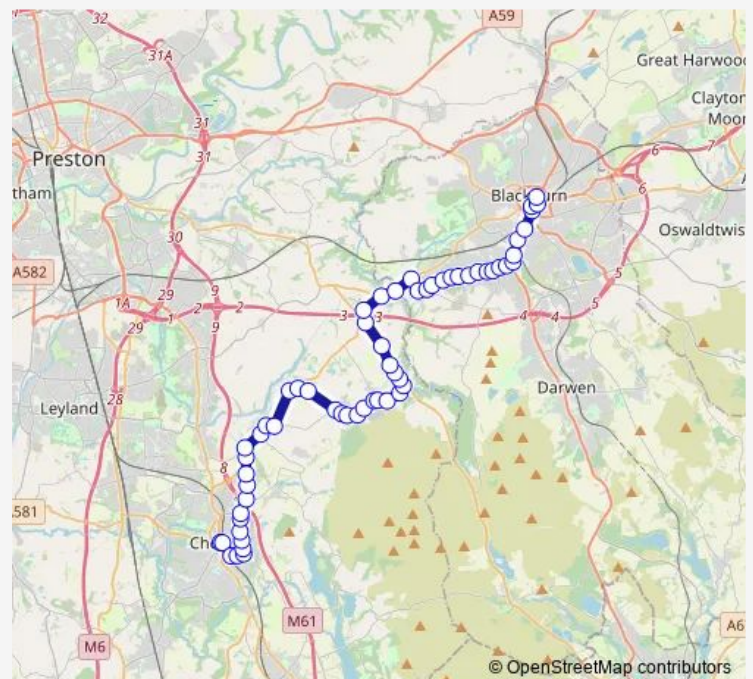 A59
32
31A
Great Harwood
Clayton
Moor
31
31
Preston
6
7
6
tham
Blackburn
Oswaldtwis
30
A582
9
29
1A
2
2
5
29
1
9
3
3
4
4
5
28
Darwen
Leyland
8
581
Cho
M61
A6
M6
© OpenStreetMap contributors